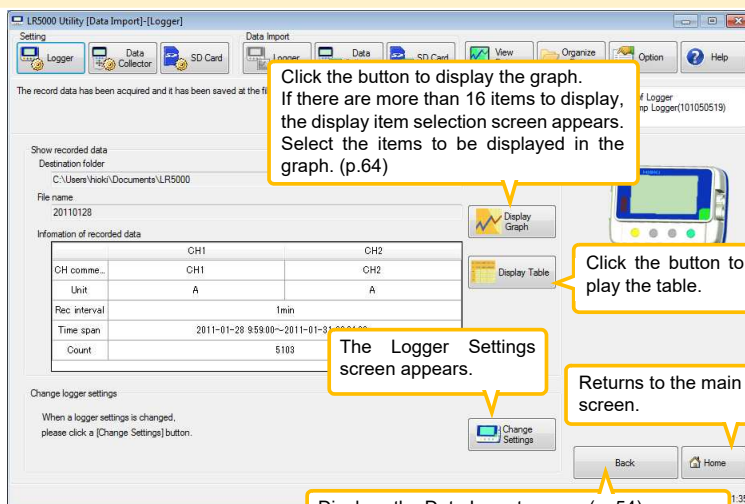 LR5000 Utility [Data Import]-[Logger]
Setting
Data Import
Logger
Data Collector
SD Card
Logger
Data
SD Card
View
Organize
Option
Help
The record data has been acquired and it has been saved at the
Click the button to display the graph.
If there are more than 16 items to display,
the display item selection screen appears.
Select the items to be displayed in the
graph. (p.64)
Logger
Logger(101050519)
Show recorded data
Destination folder
C:\Users\hioki\Documents\LR5000
File name
20110128
Display
Graph
Infomation of recorded data
CH1 CH2
CH comme... CH1 CH2
Unit A A
Rec interval 1min
Time span 2011-01-28 9:59:00~2011-01-31
Count 5103
Display Table
Click the button to
play the table.
The Logger Settings
screen appears.
Returns to the main
screen.
Change logger settings
When a logger settings is changed,
please click a [Change Settings] button.
Change
Settings
Back
Home